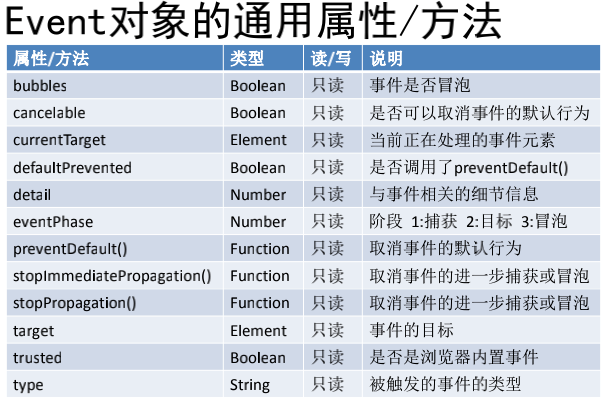 Event对象的通用属性/方法
属性/方法 类型 读/写 说明
bubbles Boolean 只读 事件是否冒泡
cancelable Boolean 只读 是否可以取消事件的默认行为
currentTarget Element 只读 当前正在处理的事件元素
defaultPrevented Boolean 只读 是否调用了preventDefault()
detail Number 只读 与事件相关的细节信息
eventPhase Number 只读 阶段 1:捕获 2:目标 3:冒泡
preventDefault() Function 只读 取消事件的默认行为
stopImmediatePropagation() Function 只读 取消事件的进一步捕获或冒泡
stopPropagation() Function 只读 取消事件的进一步捕获或冒泡
target Element 只读 事件的目标
trusted Boolean 只读 是否是浏览器内置事件
type String 只读 被触发的事件的类型